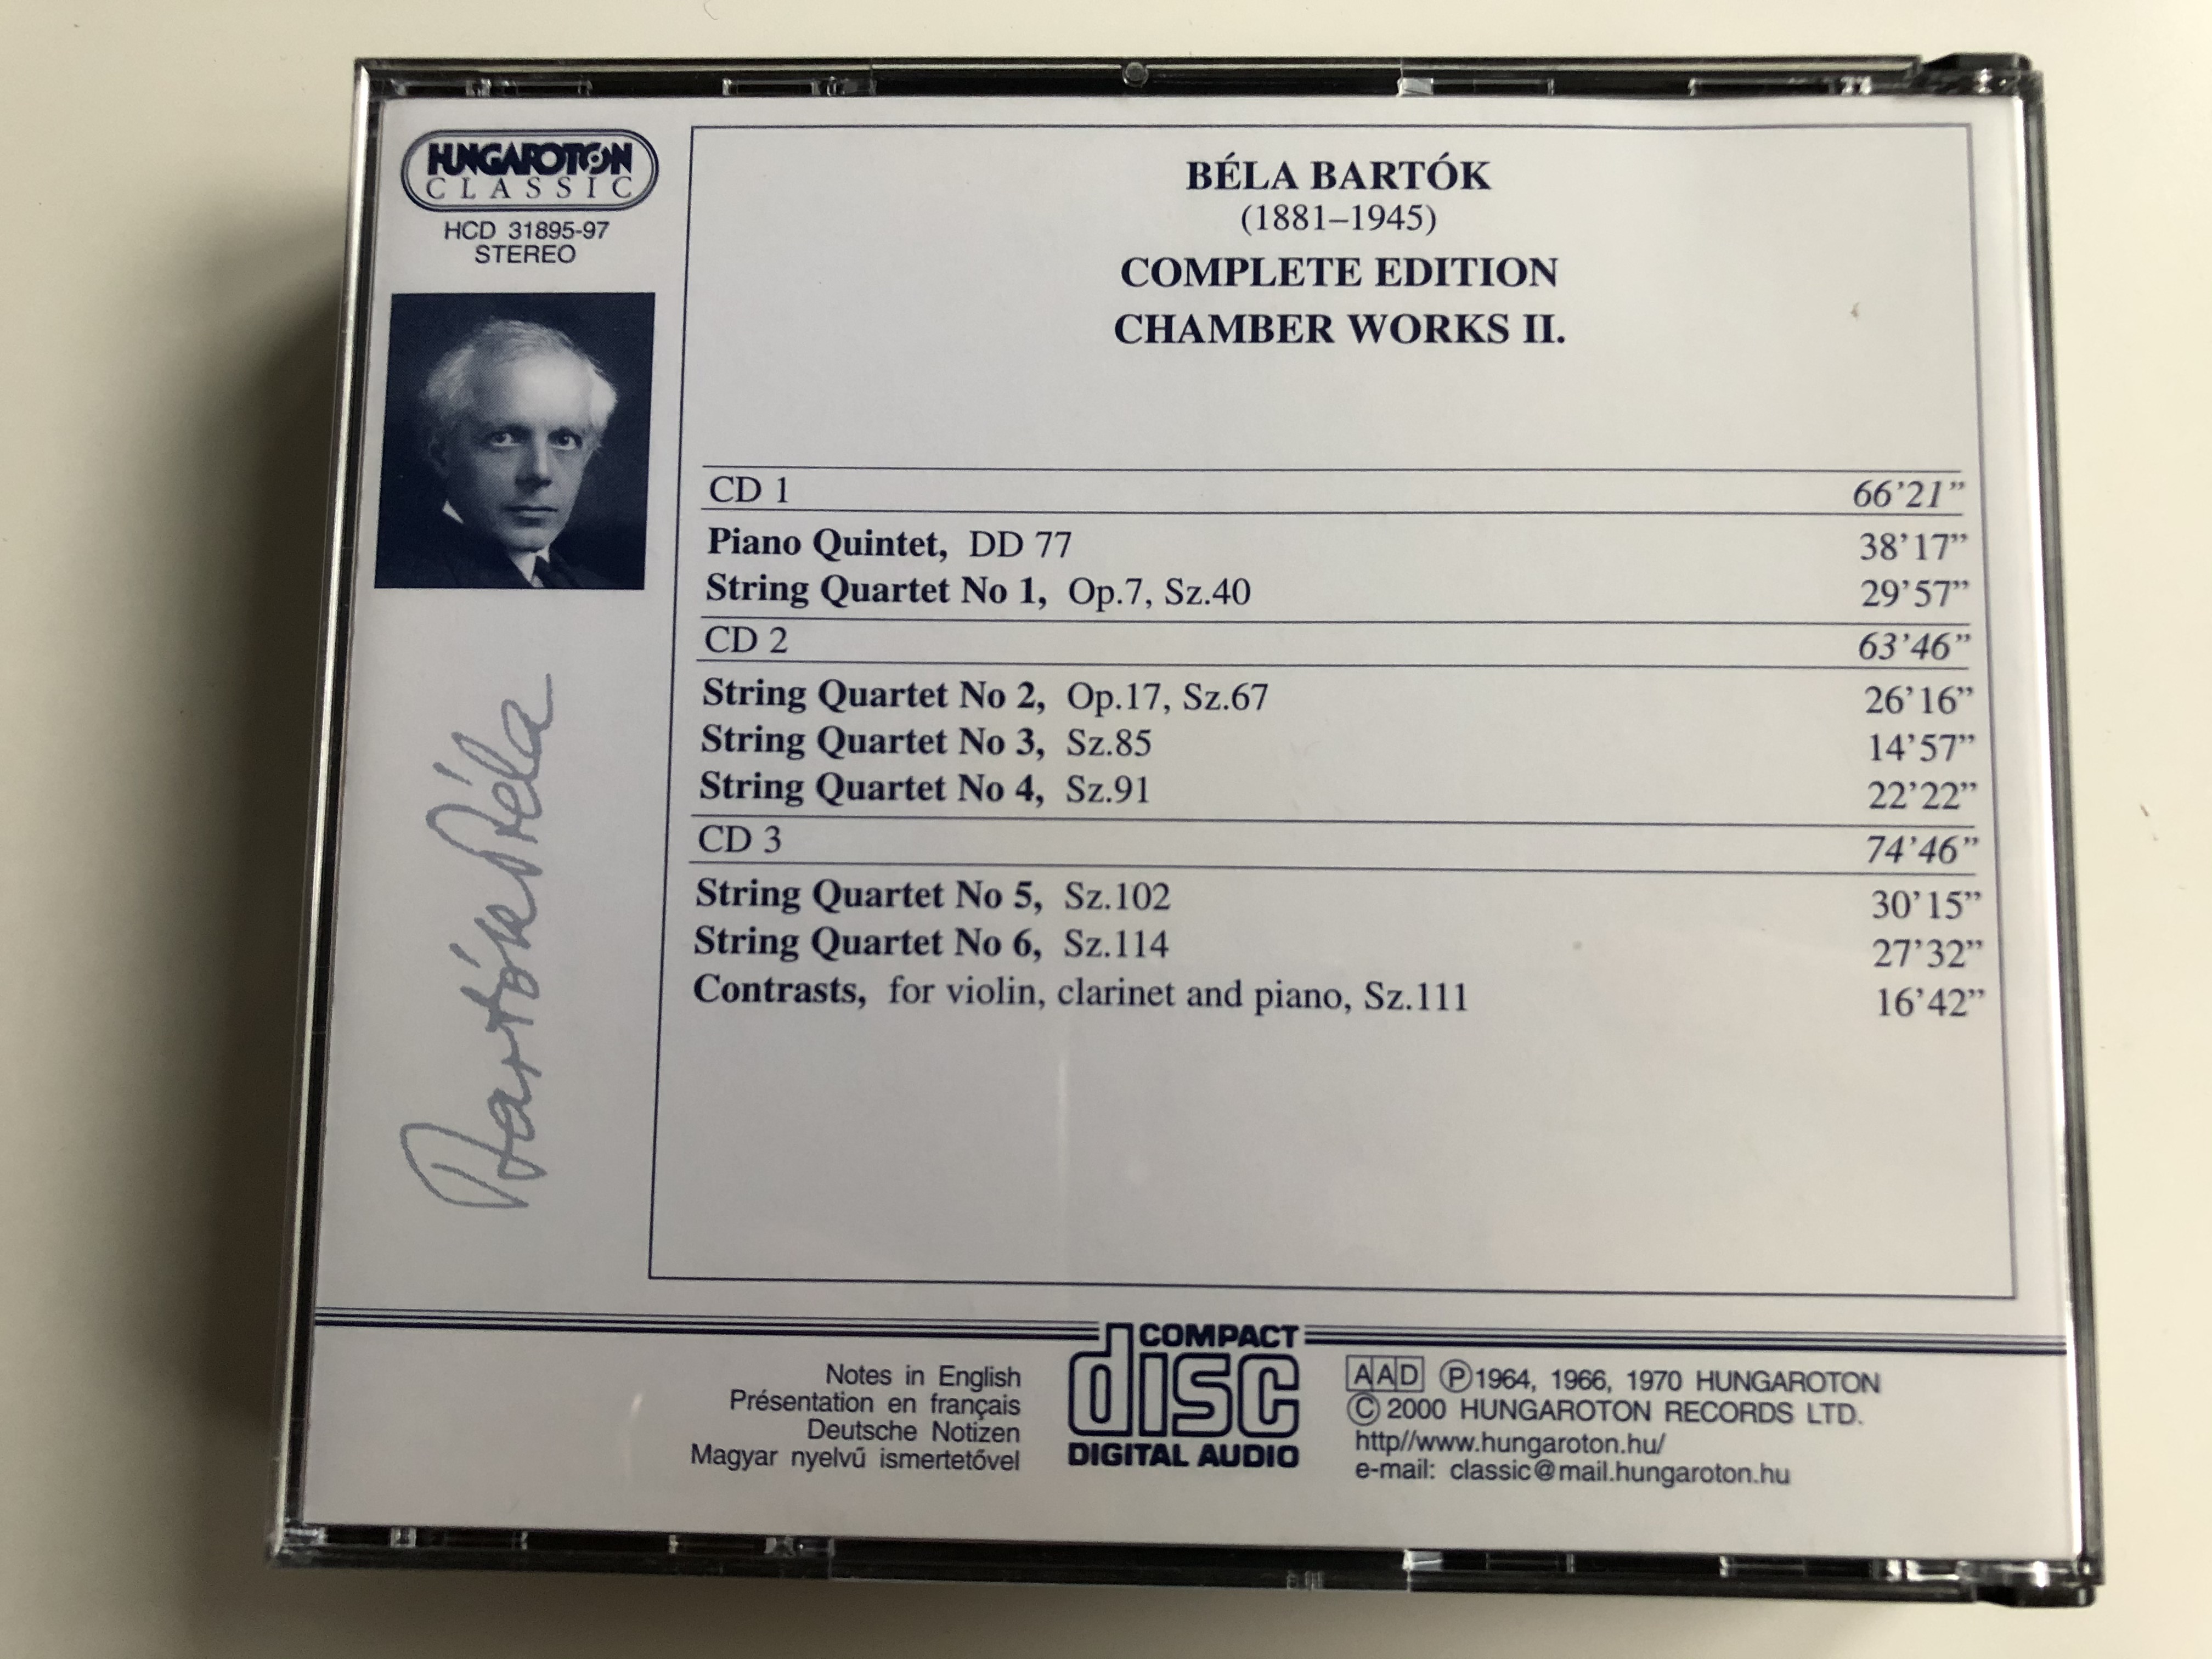 HUNGAROTON
CLASSIC
HCD 31895-97
STEREO
Bartók Béla
BÉLA BARTÓK
(1881–1945)
COMPLETE EDITION
CHAMBER WORKS II.
CD 1 66’21”
Piano Quintet, DD 77 38’17”
String Quartet No 1, Op.7, Sz.40 29’57”
CD 2 63’46”
String Quartet No 2, Op.17, Sz.67 26’16”
String Quartet No 3, Sz.85 14’57”
String Quartet No 4, Sz.91 22’22”
CD 3 74’46”
String Quartet No 5, Sz.102 30’15”
String Quartet No 6, Sz.114 27’32”
Contrasts, for violin, clarinet and piano, Sz.111 16’42”
Notes in English
Présentation en français
Deutsche Notizen
Magyar nyelvű ismertetővel
COMPACT
disc
DIGITAL AUDIO
AAD Ⓟ1964, 1966, 1970 HUNGAROTON
© 2000 HUNGAROTON RECORDS LTD.
http//www.hungaroton.hu/
e-mail: classic@mail.hungaroton.hu